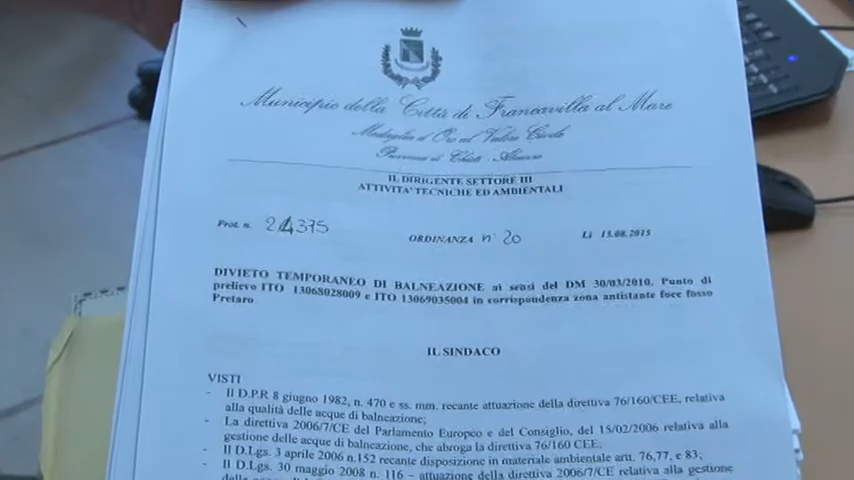 Municipio della Città di Francavilla al Mare
Medaglia d'Oro al Valore Civile
Provincia di Chieti - Abruzzo
IL DIRIGENTE SETTORE III
ATTIVITA' TECNICHE ED AMBIENTALI
Prot. n. 24375 ORDINANZA n° 20 Lì 13.08.2015
DIVIETO TEMPORANEO DI BALNEAZIONE ai sensi del DM 30/03/2010. Punto di
prelievo ITO 13068028009 e ITO 13069035004 in corrispondenza zona antistante foce fosso
Pretaro
IL SINDACO
VISTI
- Il D.P.R 8 giugno 1982, n. 470 e ss. mm. recante attuazione della direttiva 76/160/CEE, relativa
alla qualità delle acque di balneazione;
- La direttiva 2006/7/CE del Parlamento Europeo e del Consiglio, del 15/02/2006 relativa alla
gestione delle acque di balneazione, che abroga la direttiva 76/160 CEE;
- Il D.Lgs. 3 aprile 2006 n.152 recante disposizione in materiale ambientale artt. 76,77, e 83;
- Il D.Lgs. 30 maggio 2008 n. 116 – attuazione della direttiva 2006/7/CE relativa alla gestione